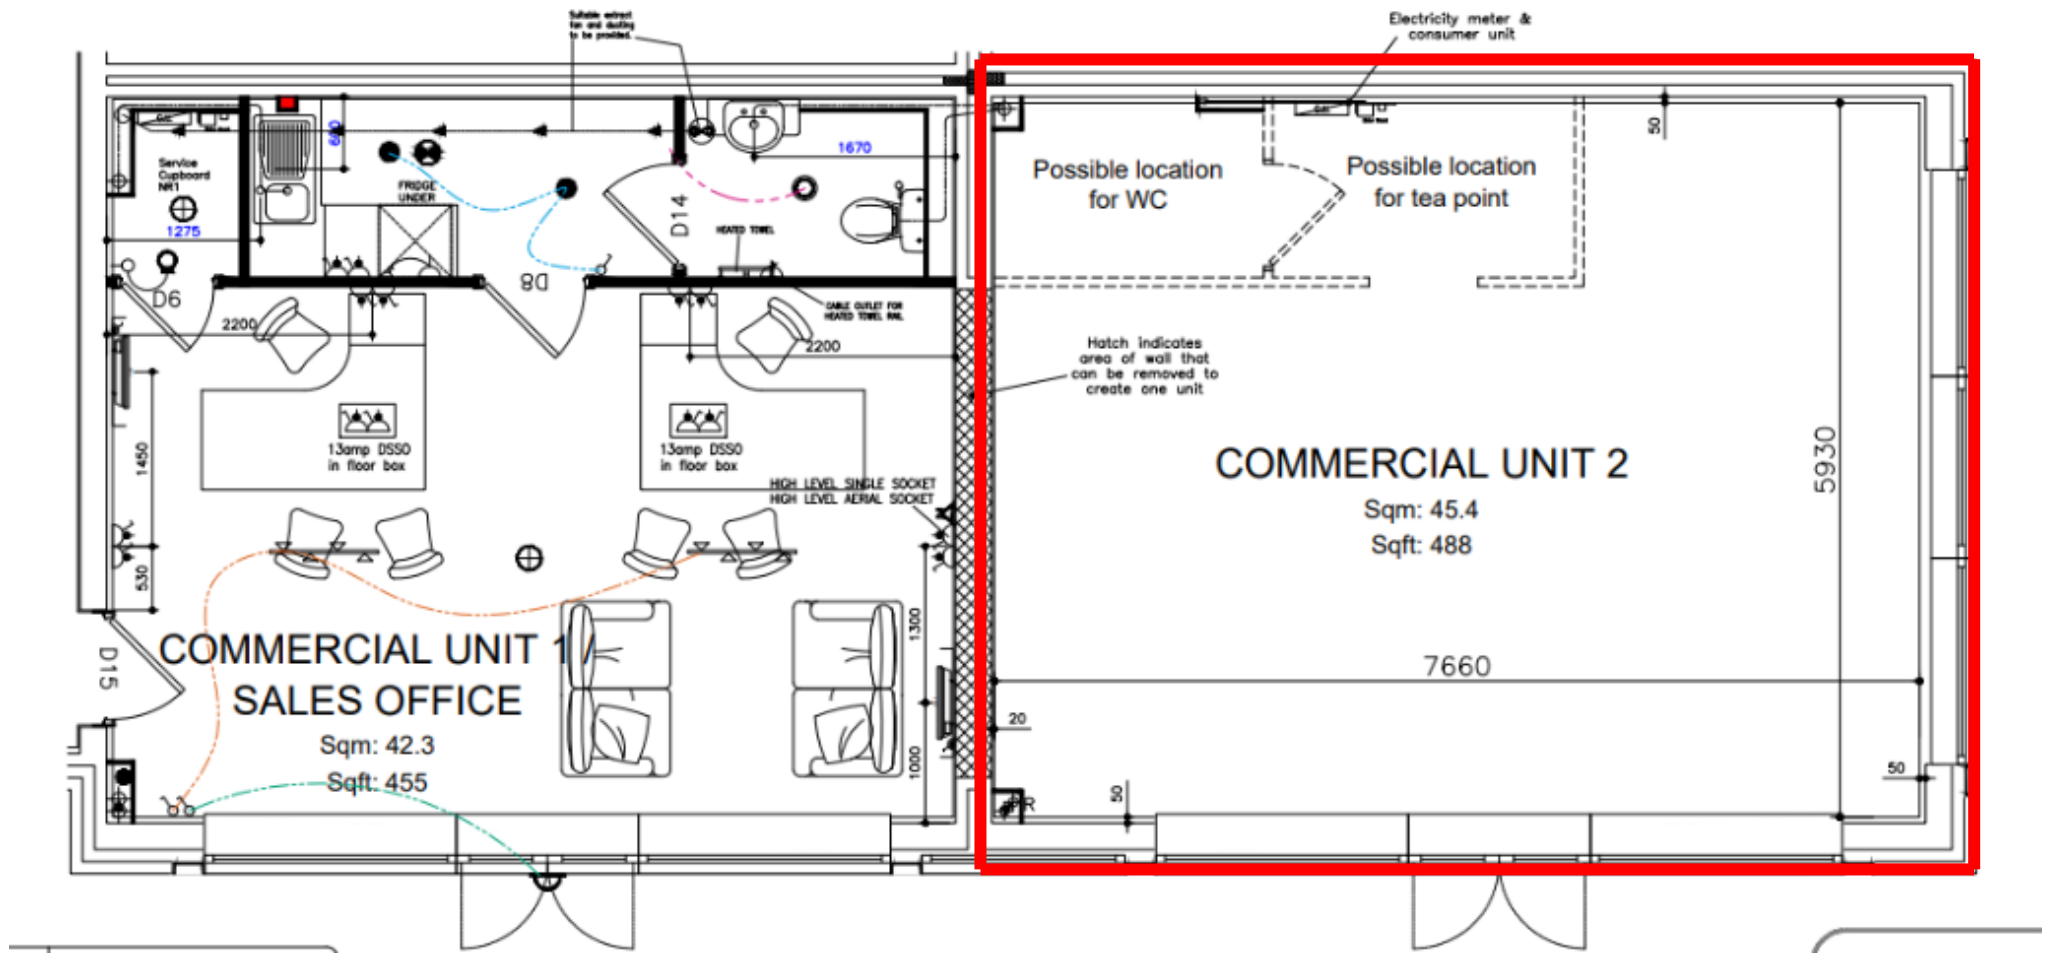 Suitable extract
fan and ducting
to be provided.
Electricity meter &
consumer unit
Service
Cupboard
NR1
1275
660
FRIDGE
UNDER
D14
1670
HEATED TOWEL
50
Possible location
for WC
Possible location
for tea point
D6
D8
CABLE OUTLET FOR
HEATED TOWEL RAIL
2200
2200
Hatch indicates
area of wall that
can be removed to
create one unit
1450
13amp DSSO
in floor box
13amp DSSO
in floor box
HIGH LEVEL SINGLE SOCKET
HIGH LEVEL AERIAL SOCKET
COMMERCIAL UNIT 2
Sqm: 45.4
Sqft: 488
5930
530
1300
D15
COMMERCIAL UNIT 1 /
SALES OFFICE
Sqm: 42.3
Sqft: 455
7660
20
1000
50
50
R